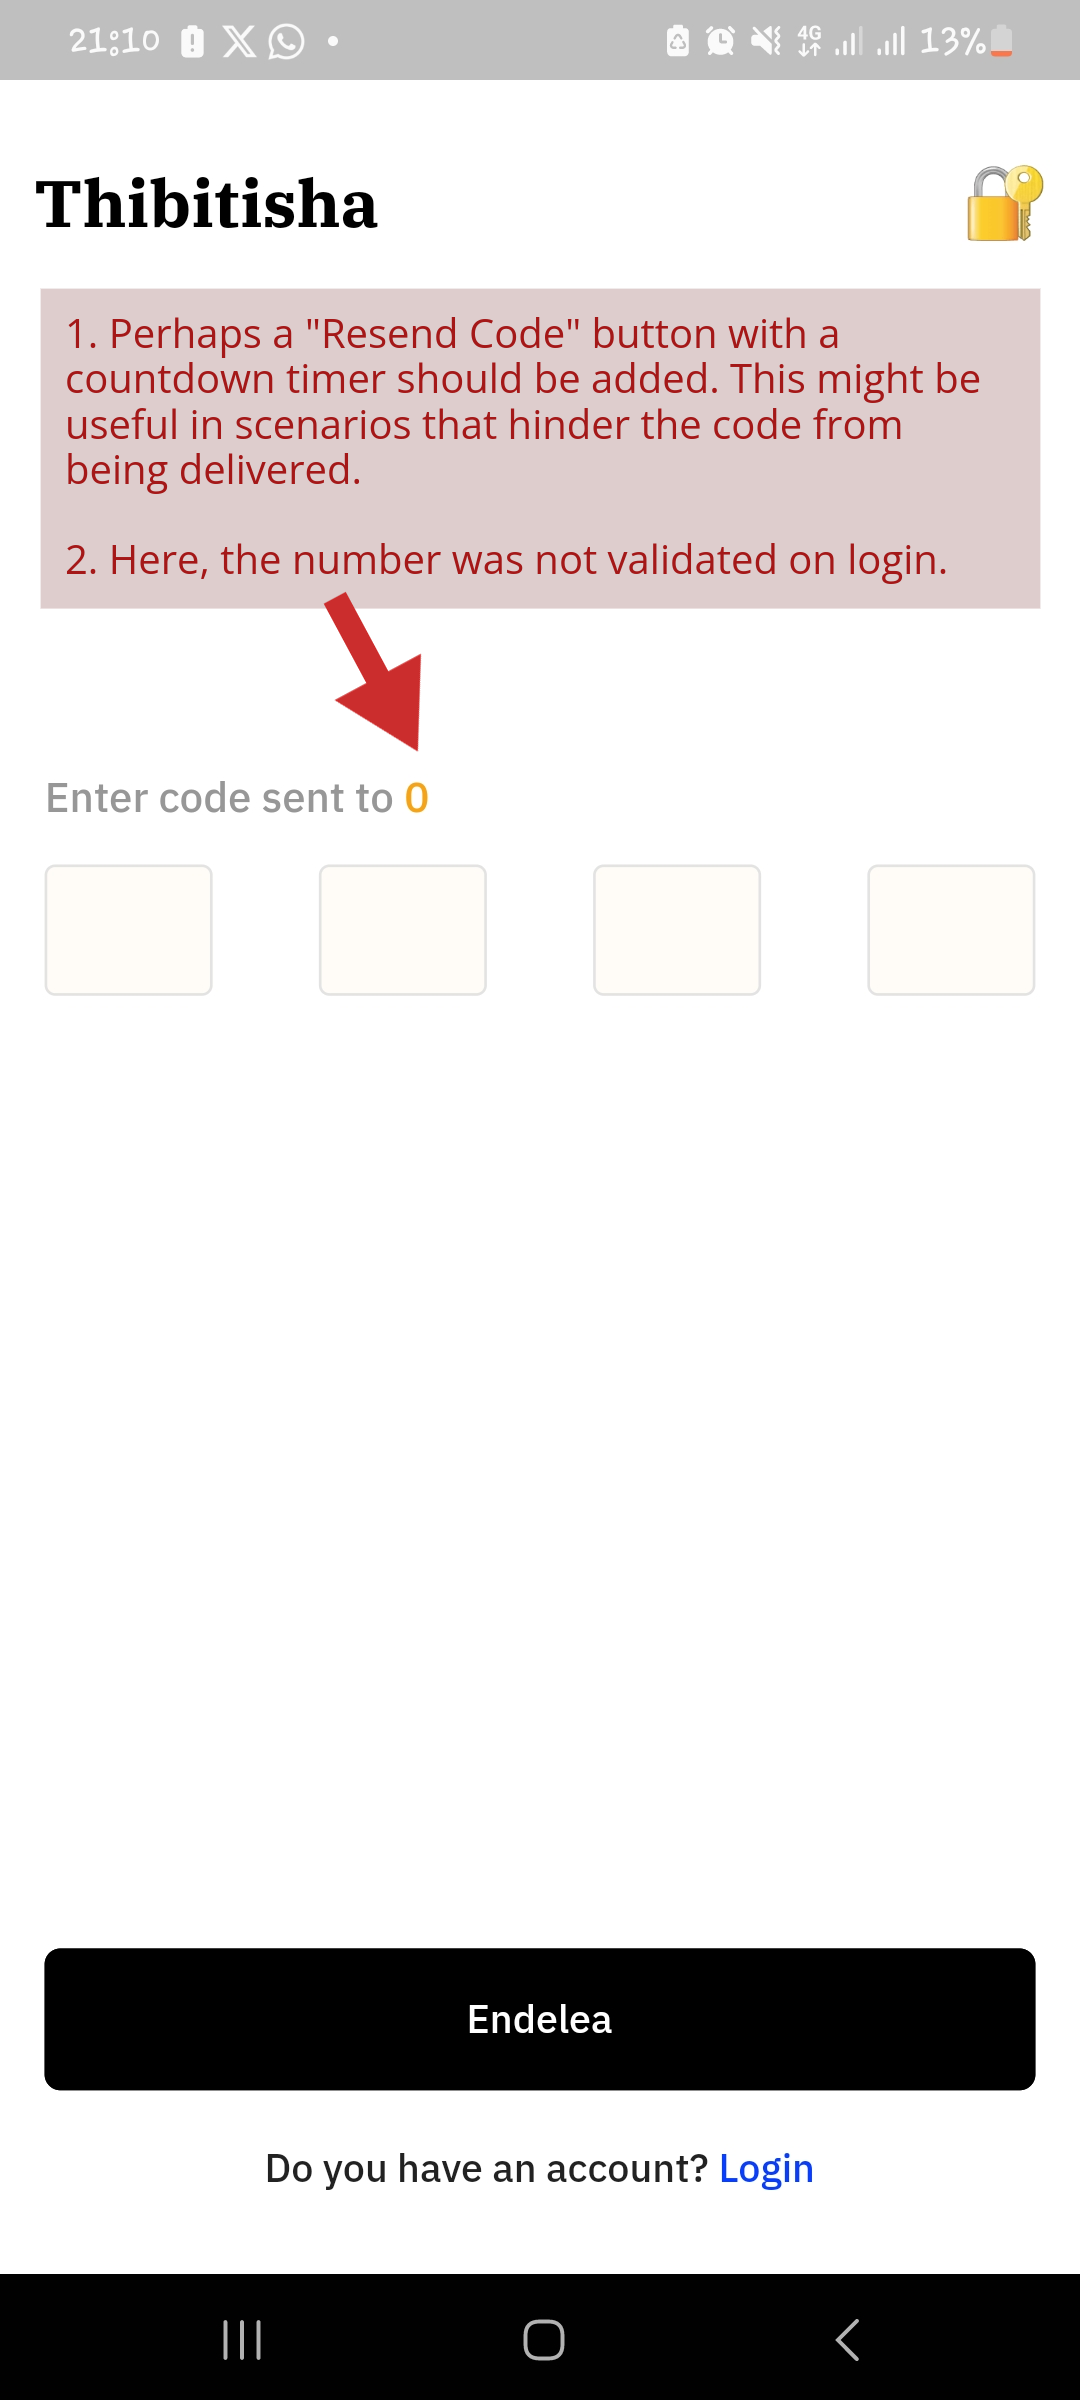 21:10
4G
13%
Thibitisha
1. Perhaps a "Resend Code" button with a
countdown timer should be added. This might be
useful in scenarios that hinder the code from
being delivered.
2. Here, the number was not validated on login.
Enter code sent to 0
Endelea
Do you have an account? Login